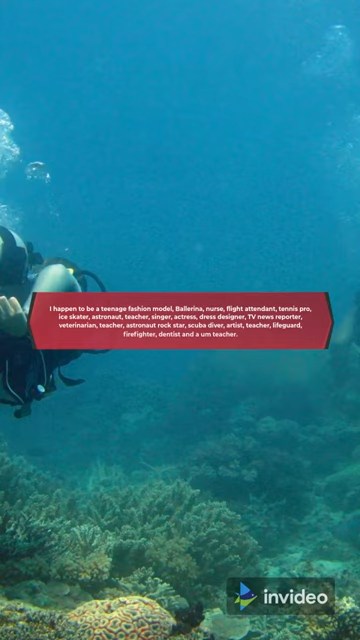 I happen to be a teenage fashion model, Ballerina, nurse, flight attendant, tennis pro,
ice skater, astronaut, teacher, singer, actress, dress designer, TV news reporter,
veterinarian, teacher, astronaut rock star, scuba diver, artist, teacher, lifeguard,
firefighter, dentist and a um teacher.
invideo